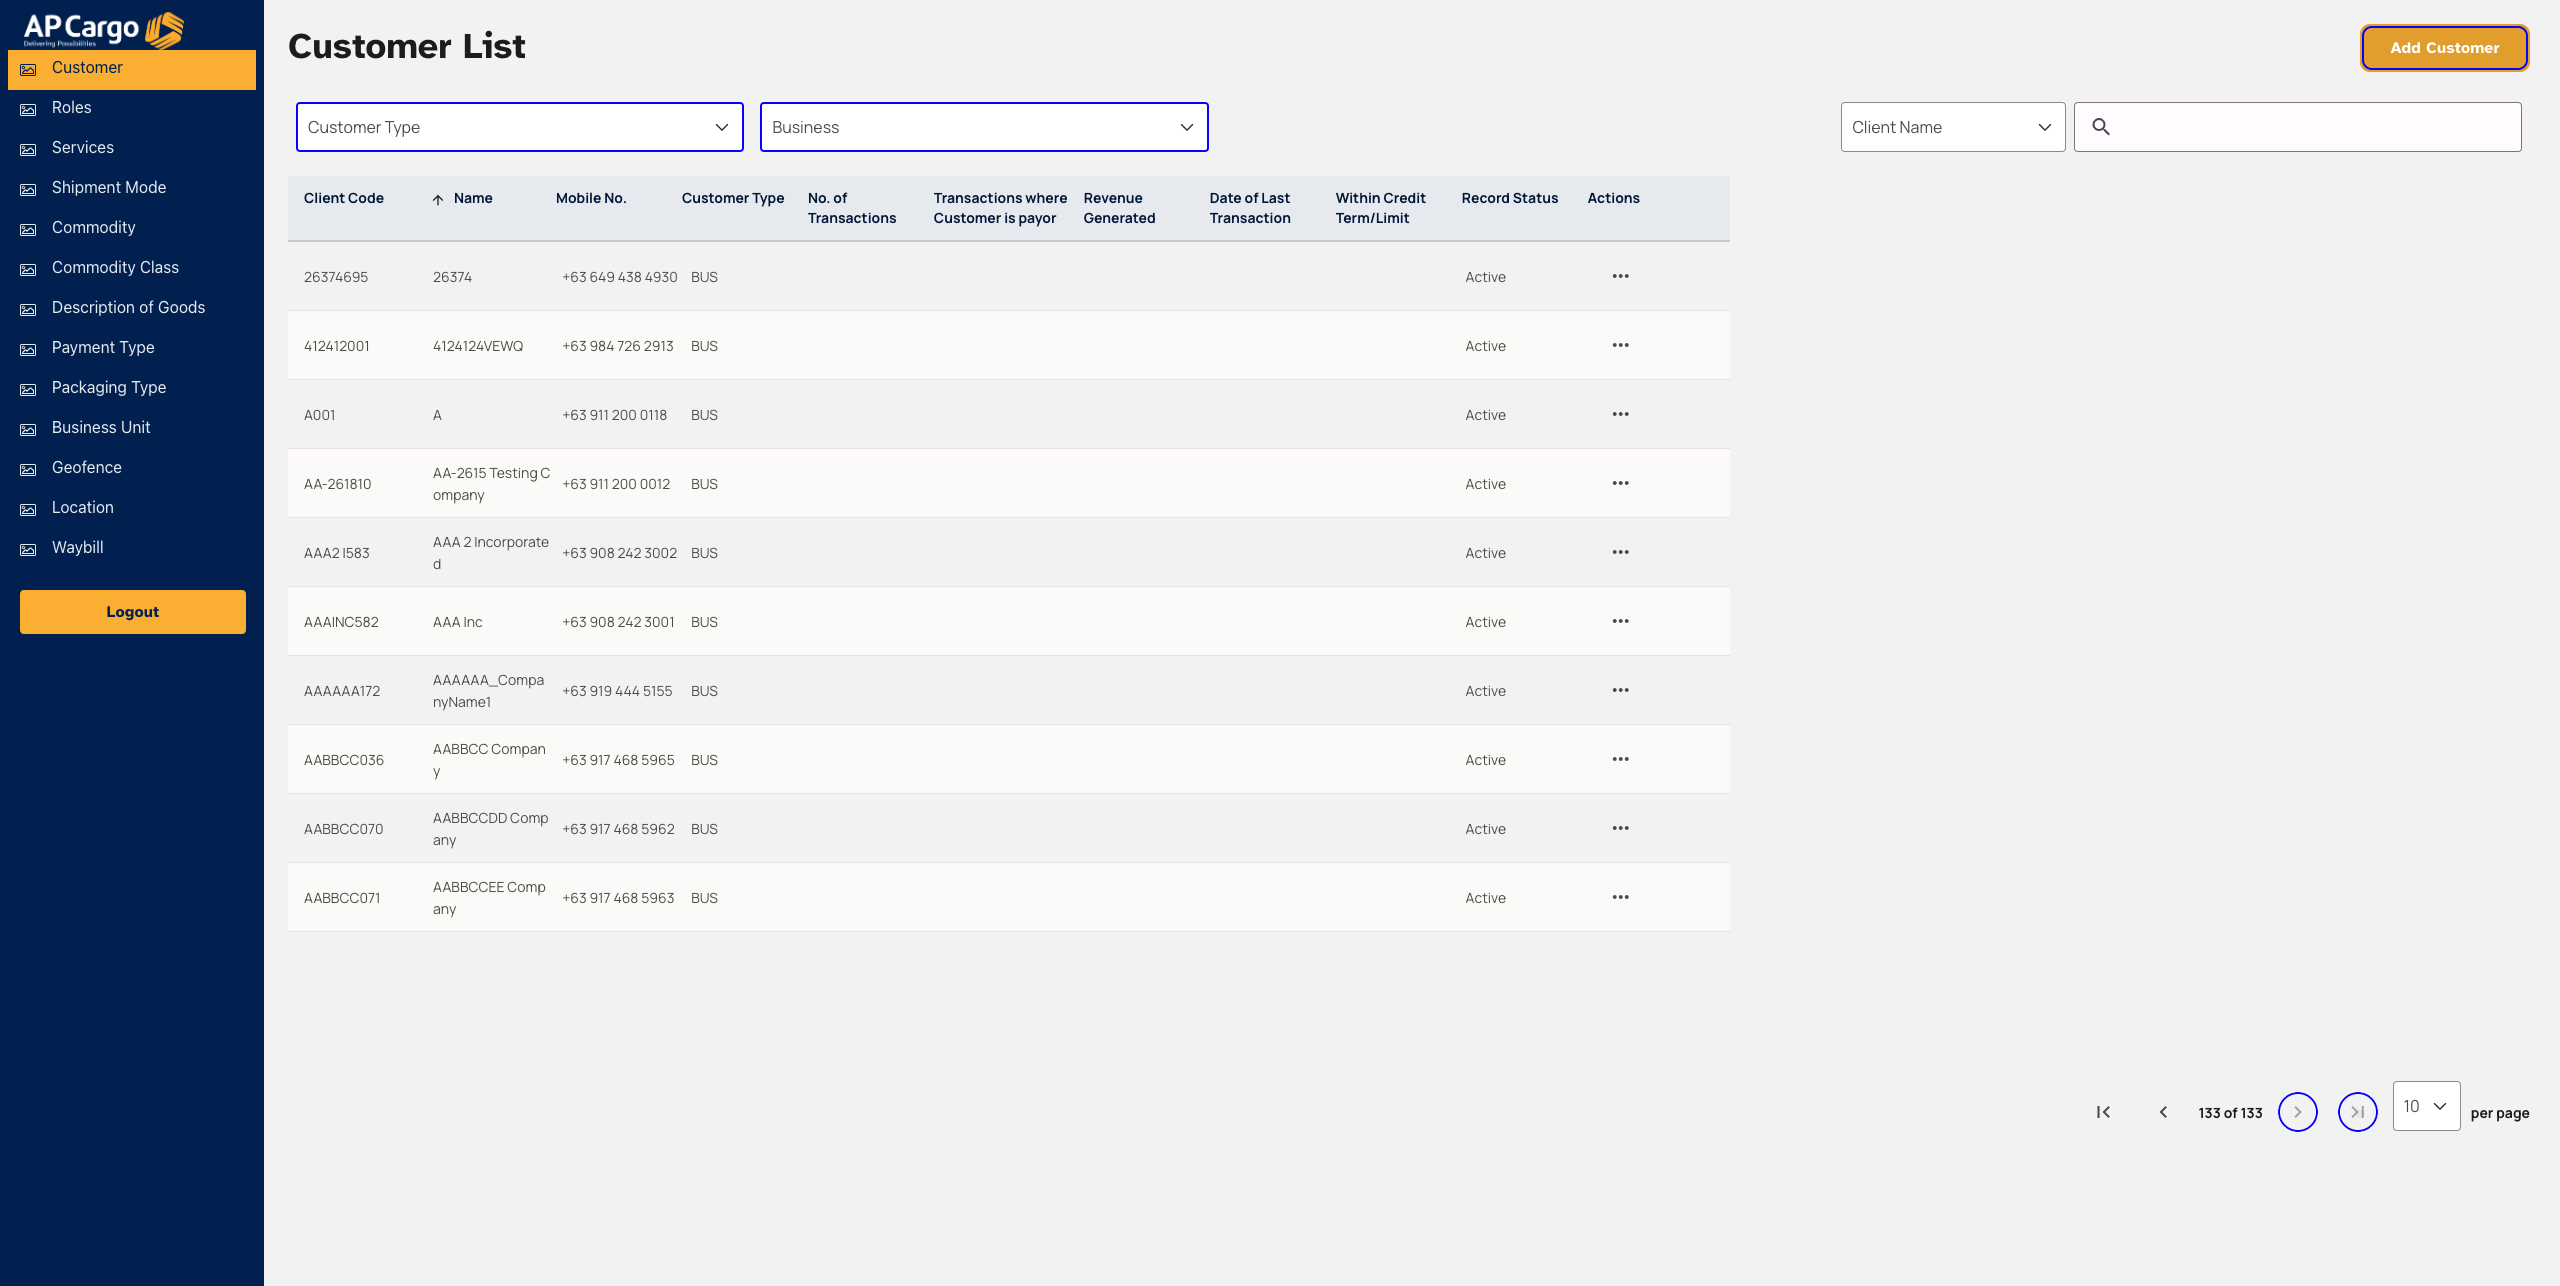 AP Cargo
Delivering Possibilities
Customer
Roles
Services
Shipment Mode
Commodity
Commodity Class
Description of Goods
Payment Type
Packaging Type
Business Unit
Geofence
Location
Waybill
Logout
Customer List
Add Customer
Customer Type
Business
Client Name
Client Code Name Mobile No. Customer Type No. of Transactions Transactions where Customer is payor Revenue Generated Date of Last Transaction Within Credit Term/Limit Record Status Actions
26374695 26374 +63 649 438 4930 BUS Active
412412001 4124124VEWQ +63 984 726 2913 BUS Active
A001 A +63 911 200 0118 BUS Active
AA-261810 AA-2615 Testing Company +63 911 200 0012 BUS Active
AAA2 I583 AAA 2 Incorporated +63 908 242 3002 BUS Active
AAAINC582 AAA Inc +63 908 242 3001 BUS Active
AAAAAA172 AAAAAA_CompanyName1 +63 919 444 5155 BUS Active
AABBCC036 AABBCC Company +63 917 468 5965 BUS Active
AABBCC070 AABBCCDD Company +63 917 468 5962 BUS Active
AABBCC071 AABBCCEE Company +63 917 468 5963 BUS Active
133 of 133
10
per page